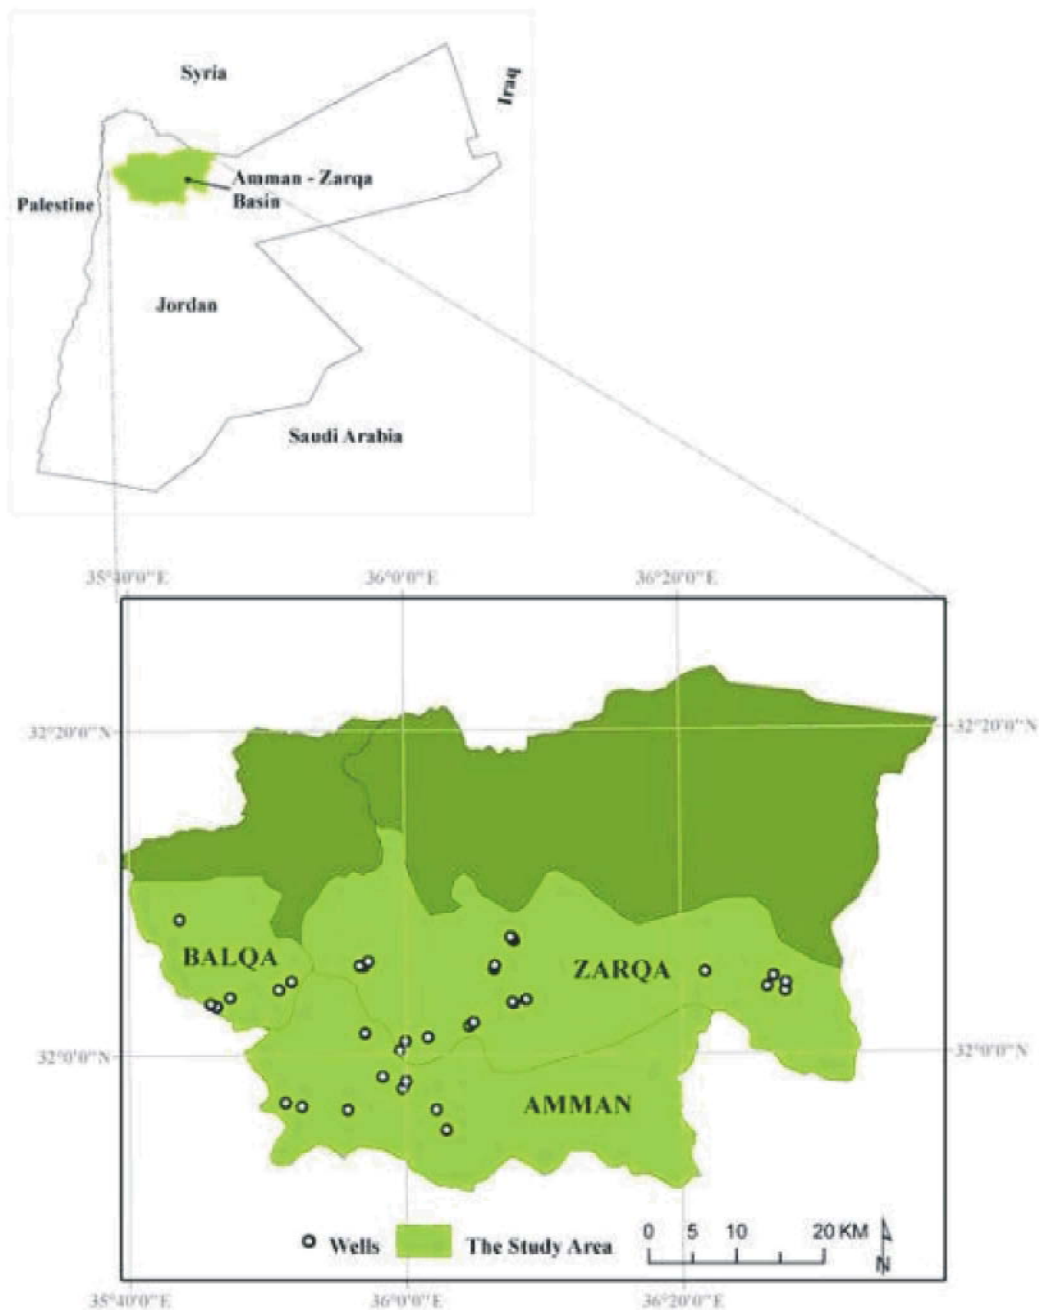 Syria
Iraq
Amman - Zarqa
Basin
Palestine
Jordan
Saudi Arabia
35°40'0"E 36°0'0"E 36°20'0"E
32°20'0"N 32°20'0"N
BALQA ZARQA
32°0'0"N 32°0'0"N
AMMAN
Wells The Study Area 0 5 10 20 KM
N
35°40'0"E 36°0'0"E 36°20'0"E